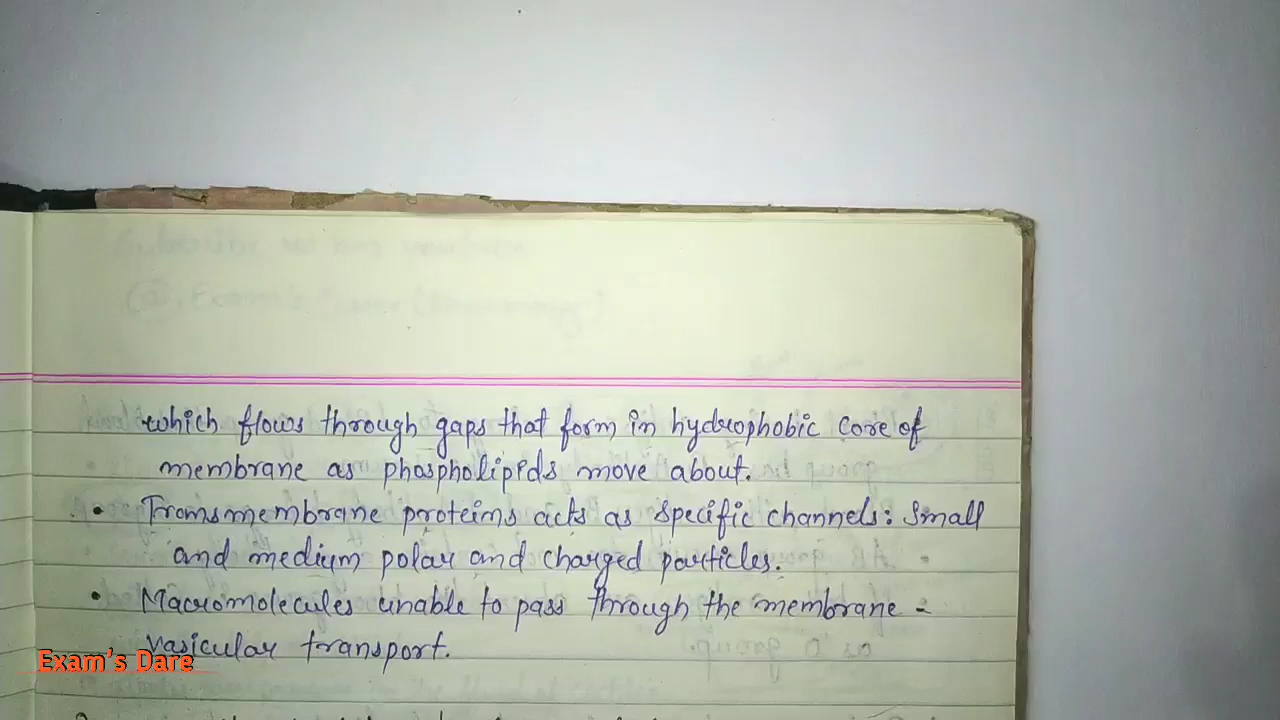 which flows through gaps that form in hydrophobic core of
membrane as phospholipids move about.
• Transmembrane proteins acts as specific channels: small
and medium polar and charged particles.
• Macromolecules unable to pass through the membrane -
vasicular transport.
Exam's Dare